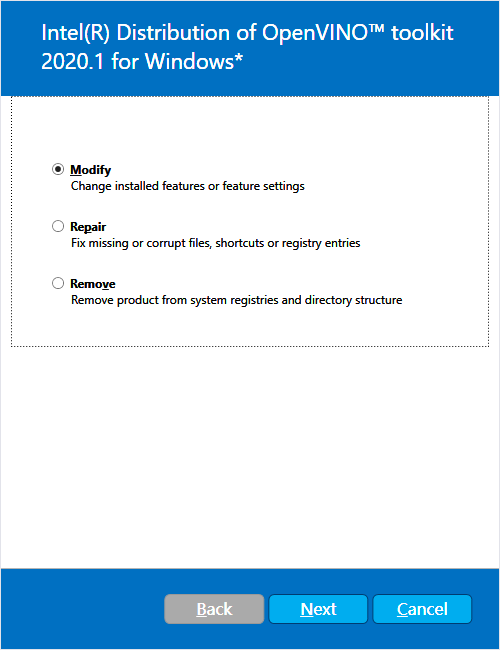 Intel(R) Distribution of OpenVINO™ toolkit
2020.1 for Windows*
Modify
Change installed features or feature settings
Repair
Fix missing or corrupt files, shortcuts or registry entries
Remove
Remove product from system registries and directory structure
Back Next Cancel